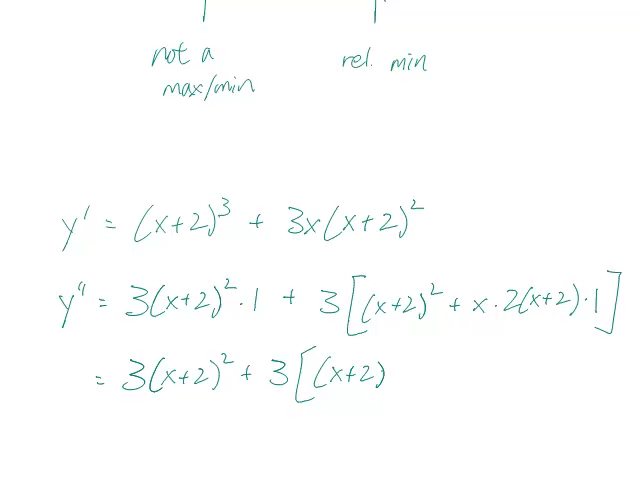 not a rel. min
max/min
y' = (x+2)³ + 3x(x+2)²
y" = 3(x+2)² · 1 + 3[(x+2)² + x · 2(x+2) · 1]
= 3(x+2)² + 3[(x+2)